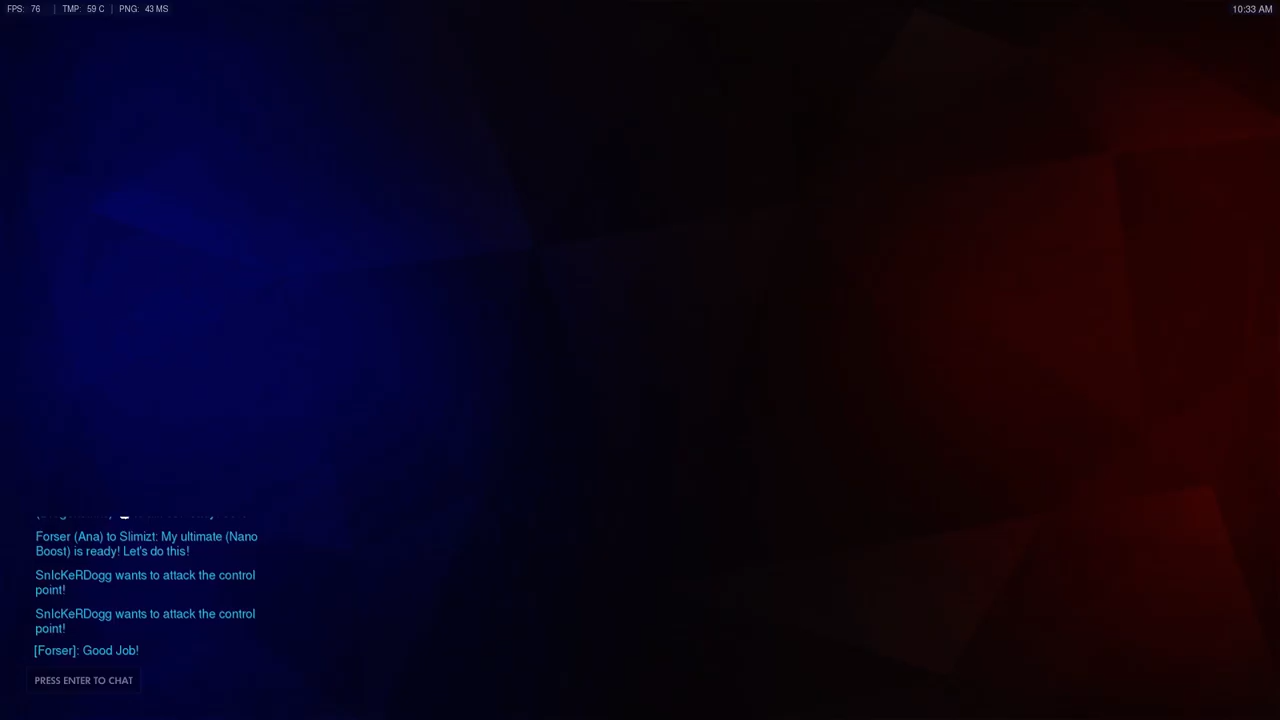 FPS: 76 | TMP: 59 C | PNG: 43 MS
10:33 AM
Forser (Ana) to Slimizt: My ultimate (Nano
Boost) is ready! Let's do this!
SnIcKeRDogg wants to attack the control
point!
SnIcKeRDogg wants to attack the control
point!
[Forser]: Good Job!
PRESS ENTER TO CHAT